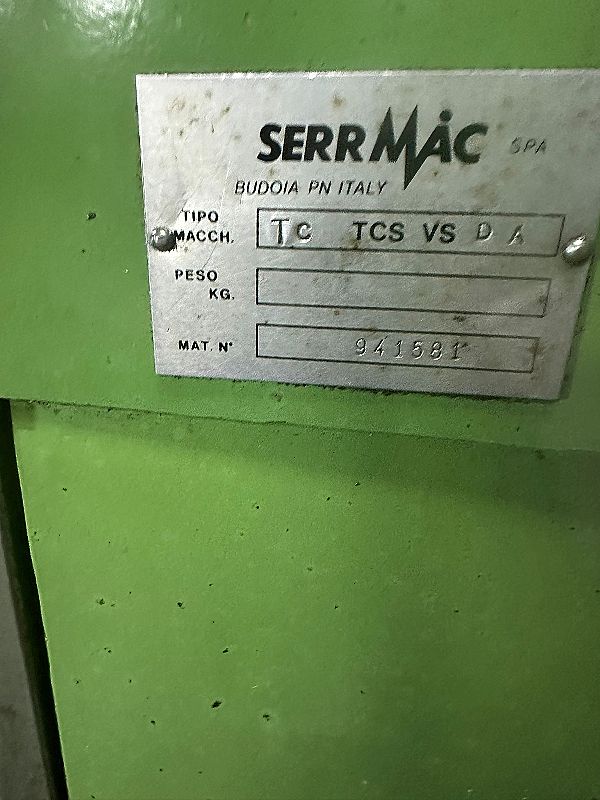 SERRMAC SPA
BUDOIA PN ITALY
TIPO MACCH. TC TCS VS D A
PESO KG.
MAT. N° 941581